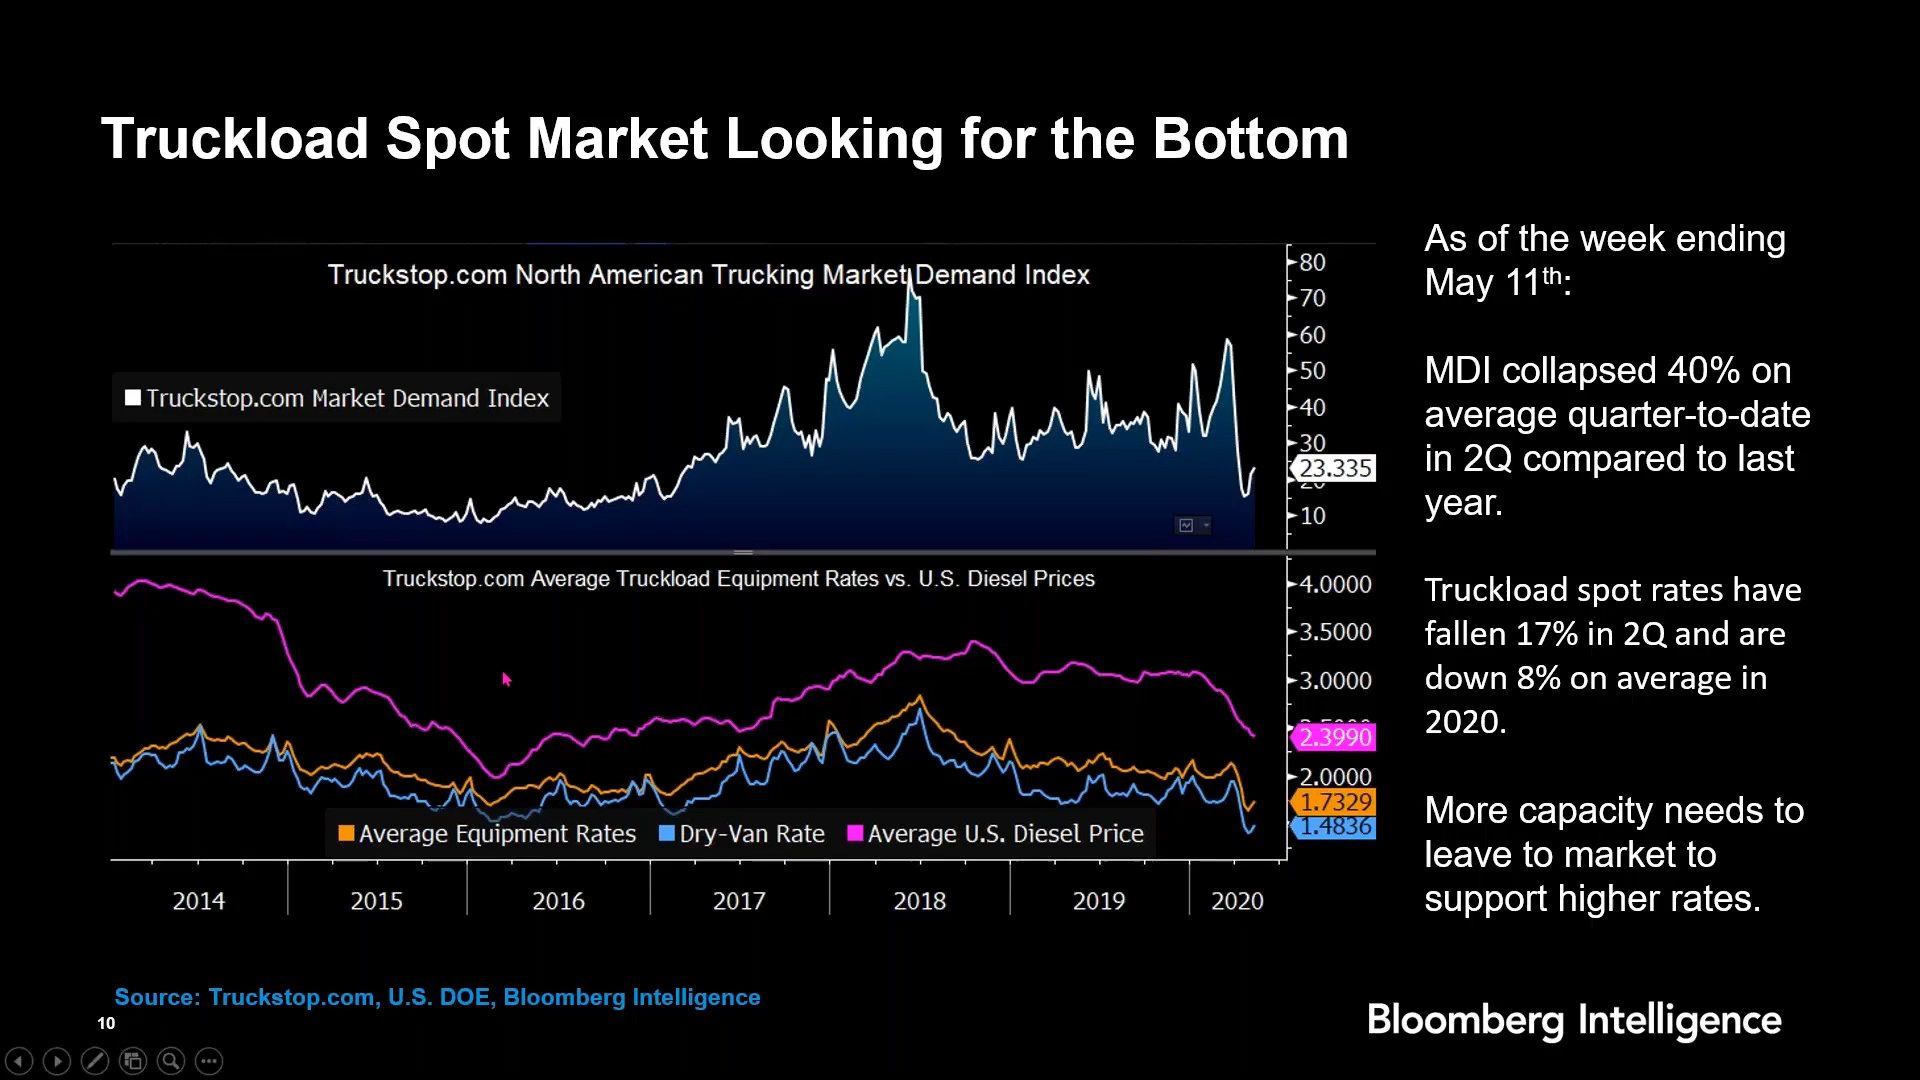 Truckload Spot Market Looking for the Bottom
Truckstop.com North American Trucking Market Demand Index
Truckstop.com Market Demand Index
80
70
60
50
40
30
23.335
20
10
Truckstop.com Average Truckload Equipment Rates vs. U.S. Diesel Prices
4.0000
3.5000
3.0000
2.3990
2.0000
1.7329
1.4836
Average Equipment Rates Dry-Van Rate Average U.S. Diesel Price
2014 2015 2016 2017 2018 2019 2020
As of the week ending
May 11th:
MDI collapsed 40% on
average quarter-to-date
in 2Q compared to last
year.
Truckload spot rates have
fallen 17% in 2Q and are
down 8% on average in
2020.
More capacity needs to
leave to market to
support higher rates.
Source: Truckstop.com, U.S. DOE, Bloomberg Intelligence
10
Bloomberg Intelligence